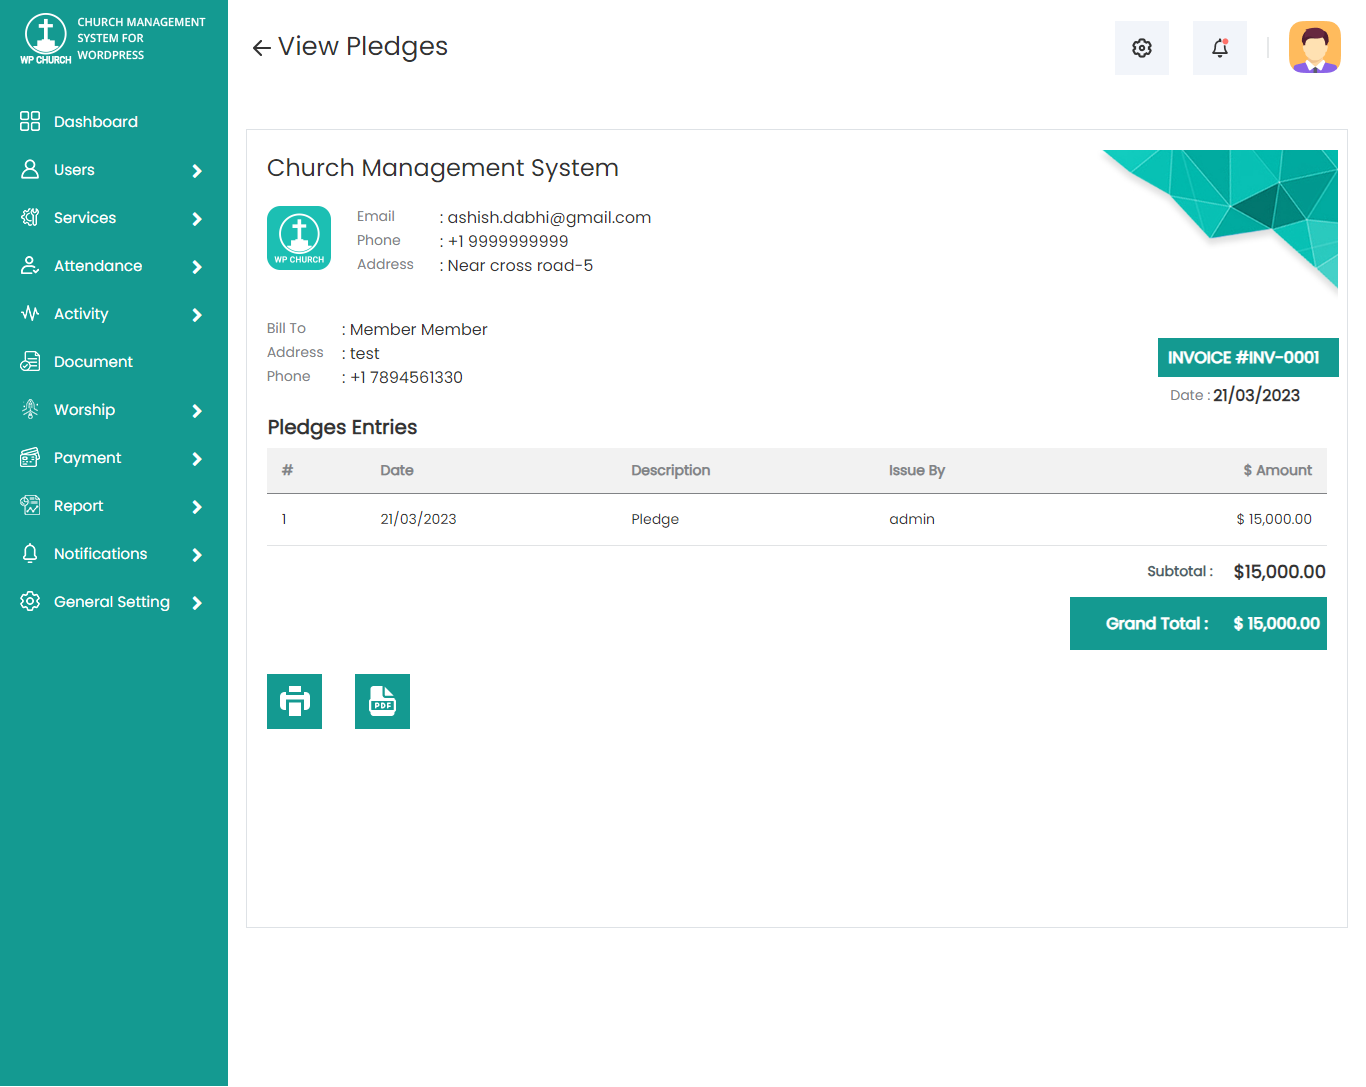 WP CHURCH
CHURCH MANAGEMENT
SYSTEM FOR
WORDPRESS
Dashboard
Users
Services
Attendance
Activity
Document
Worship
Payment
Report
Notifications
General Setting
View Pledges
Church Management System
WP CHURCH
Email : ashish.dabhi@gmail.com
Phone : +1 9999999999
Address : Near cross road-5
Bill To : Member Member
Address : test
Phone : +1 7894561330
INVOICE #INV-0001
Date : 21/03/2023
Pledges Entries
# Date Description Issue By $ Amount
1 21/03/2023 Pledge admin $ 15,000.00
Subtotal : $15,000.00
Grand Total : $ 15,000.00
PDF